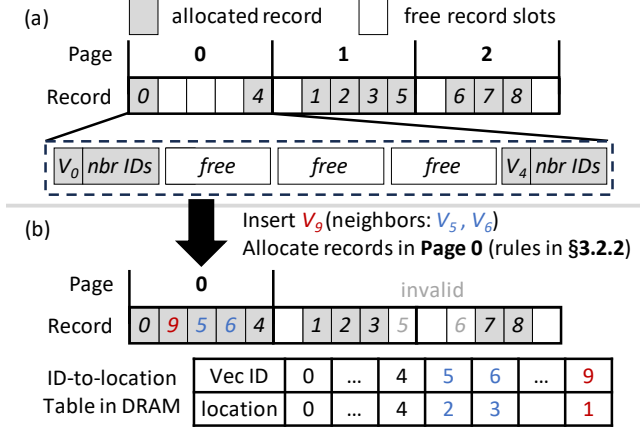 (a) allocated record free record slots
Page 0 1 2
Record 0 4 1 2 3 5 6 7 8
V0 nbr IDs free free free V4 nbr IDs
(b) Insert V9 (neighbors: V5 , V6)
Allocate records in Page 0 (rules in §3.2.2)
Page 0 invalid
Record 0 9 5 6 4 1 2 3 5 6 7 8
ID-to-location Vec ID 0 ... 4 5 6 ... 9
Table in DRAM location 0 ... 4 2 3 1